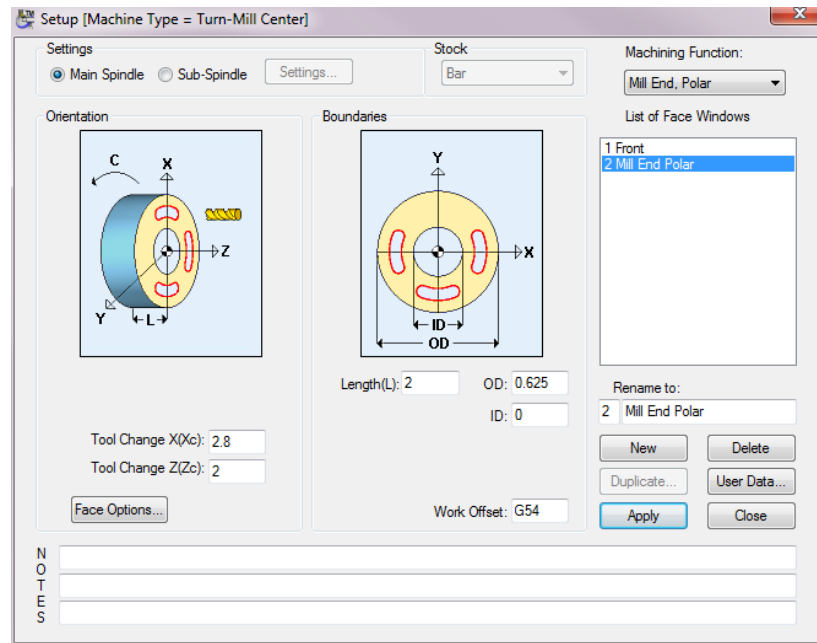 Setup [Machine Type = Turn-Mill Center]
Settings
Main Spindle Sub-Spindle Settings...
Stock
Bar
Machining Function:
Mill End, Polar
Orientation
C X
Z
Y L
Boundaries
Y
X
ID
OD
List of Face Windows
1 Front
2 Mill End Polar
Length(L): 2 OD: 0.625
ID: 0
Tool Change X(Xc): 2.8
Tool Change Z(Zc): 2
Face Options...
Work Offset: G54
Rename to:
2 Mill End Polar
New Delete
Duplicate... User Data...
Apply Close
NOTES